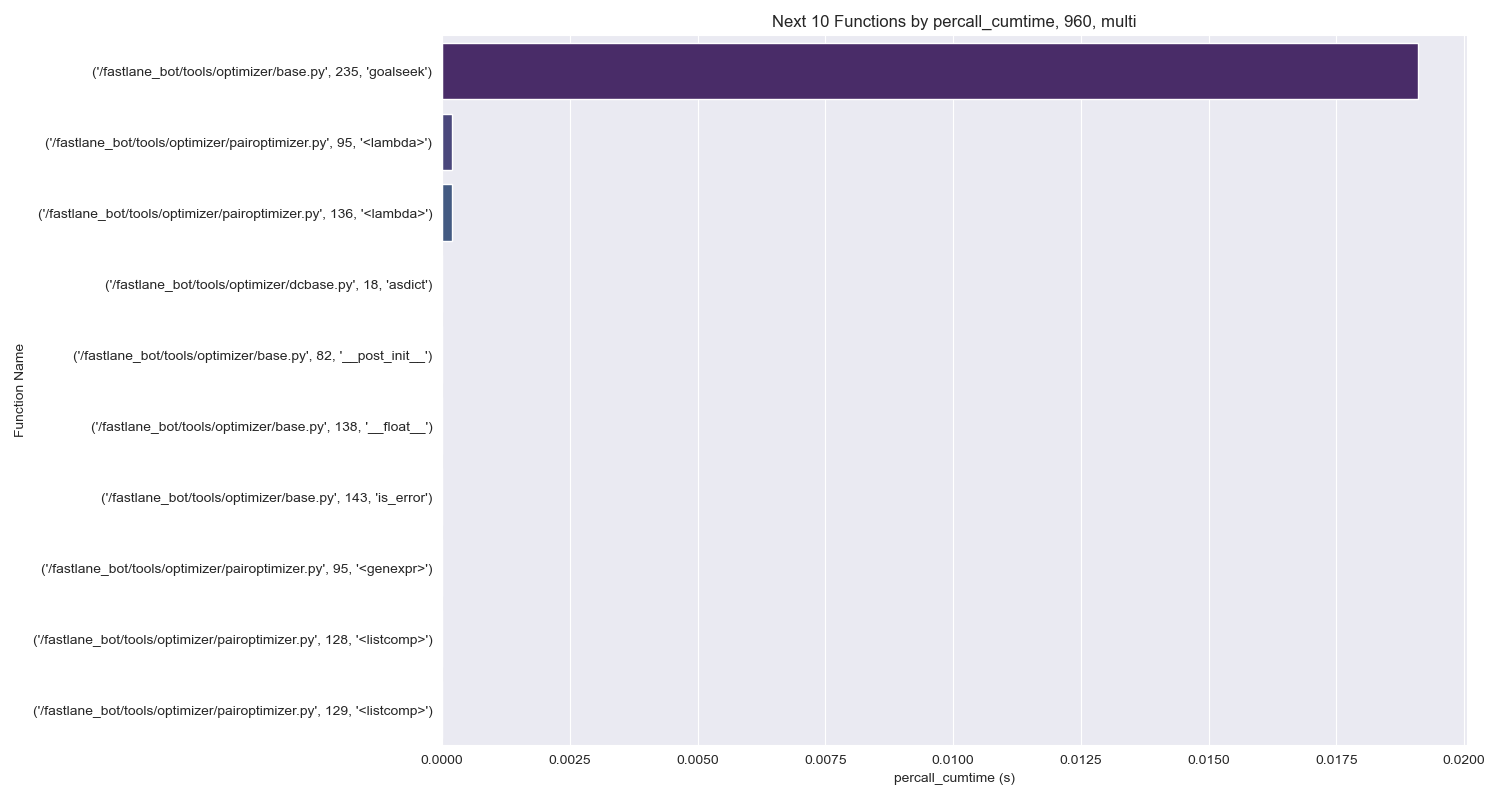 Next 10 Functions by percall_cumtime, 960, multi
('/fastlane_bot/tools/optimizer/base.py', 235, 'goalseek')
('/fastlane_bot/tools/optimizer/pairoptimizer.py', 95, '<lambda>')
('/fastlane_bot/tools/optimizer/pairoptimizer.py', 136, '<lambda>')
('/fastlane_bot/tools/optimizer/dcbase.py', 18, 'asdict')
('/fastlane_bot/tools/optimizer/base.py', 82, '__post_init__')
('/fastlane_bot/tools/optimizer/base.py', 138, '__float__')
('/fastlane_bot/tools/optimizer/base.py', 143, 'is_error')
('/fastlane_bot/tools/optimizer/pairoptimizer.py', 95, '<genexpr>')
('/fastlane_bot/tools/optimizer/pairoptimizer.py', 128, '<listcomp>')
('/fastlane_bot/tools/optimizer/pairoptimizer.py', 129, '<listcomp>')
Function Name
0.0000 0.0025 0.0050 0.0075 0.0100 0.0125 0.0150 0.0175 0.0200
percall_cumtime (s)